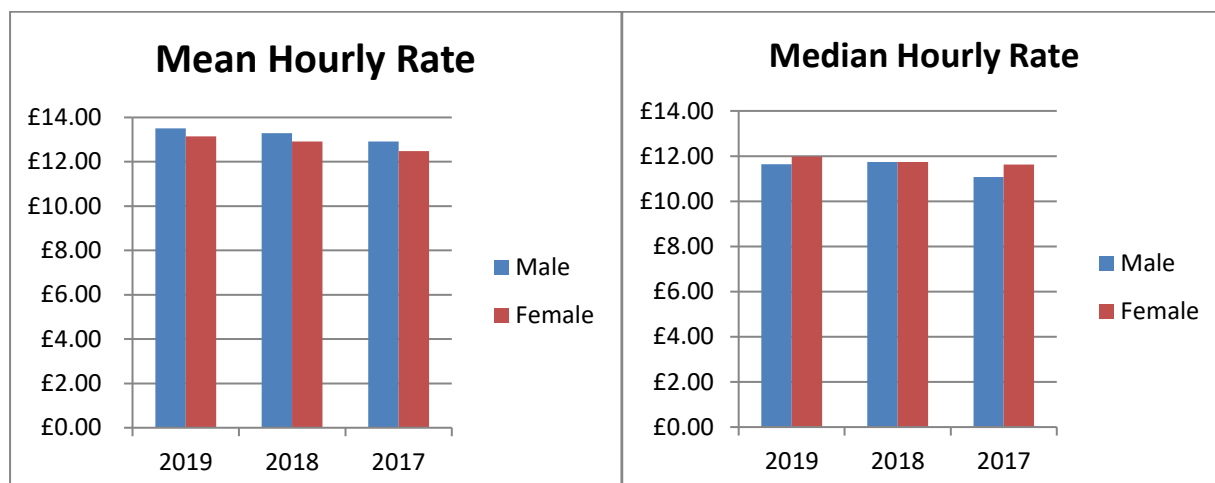 Mean Hourly Rate
£14.00
£12.00
£10.00
£8.00
£6.00
£4.00
£2.00
£0.00
2019 2018 2017
Male
Female
Median Hourly Rate
£14.00
£12.00
£10.00
£8.00
£6.00
£4.00
£2.00
£0.00
2019 2018 2017
Male
Female